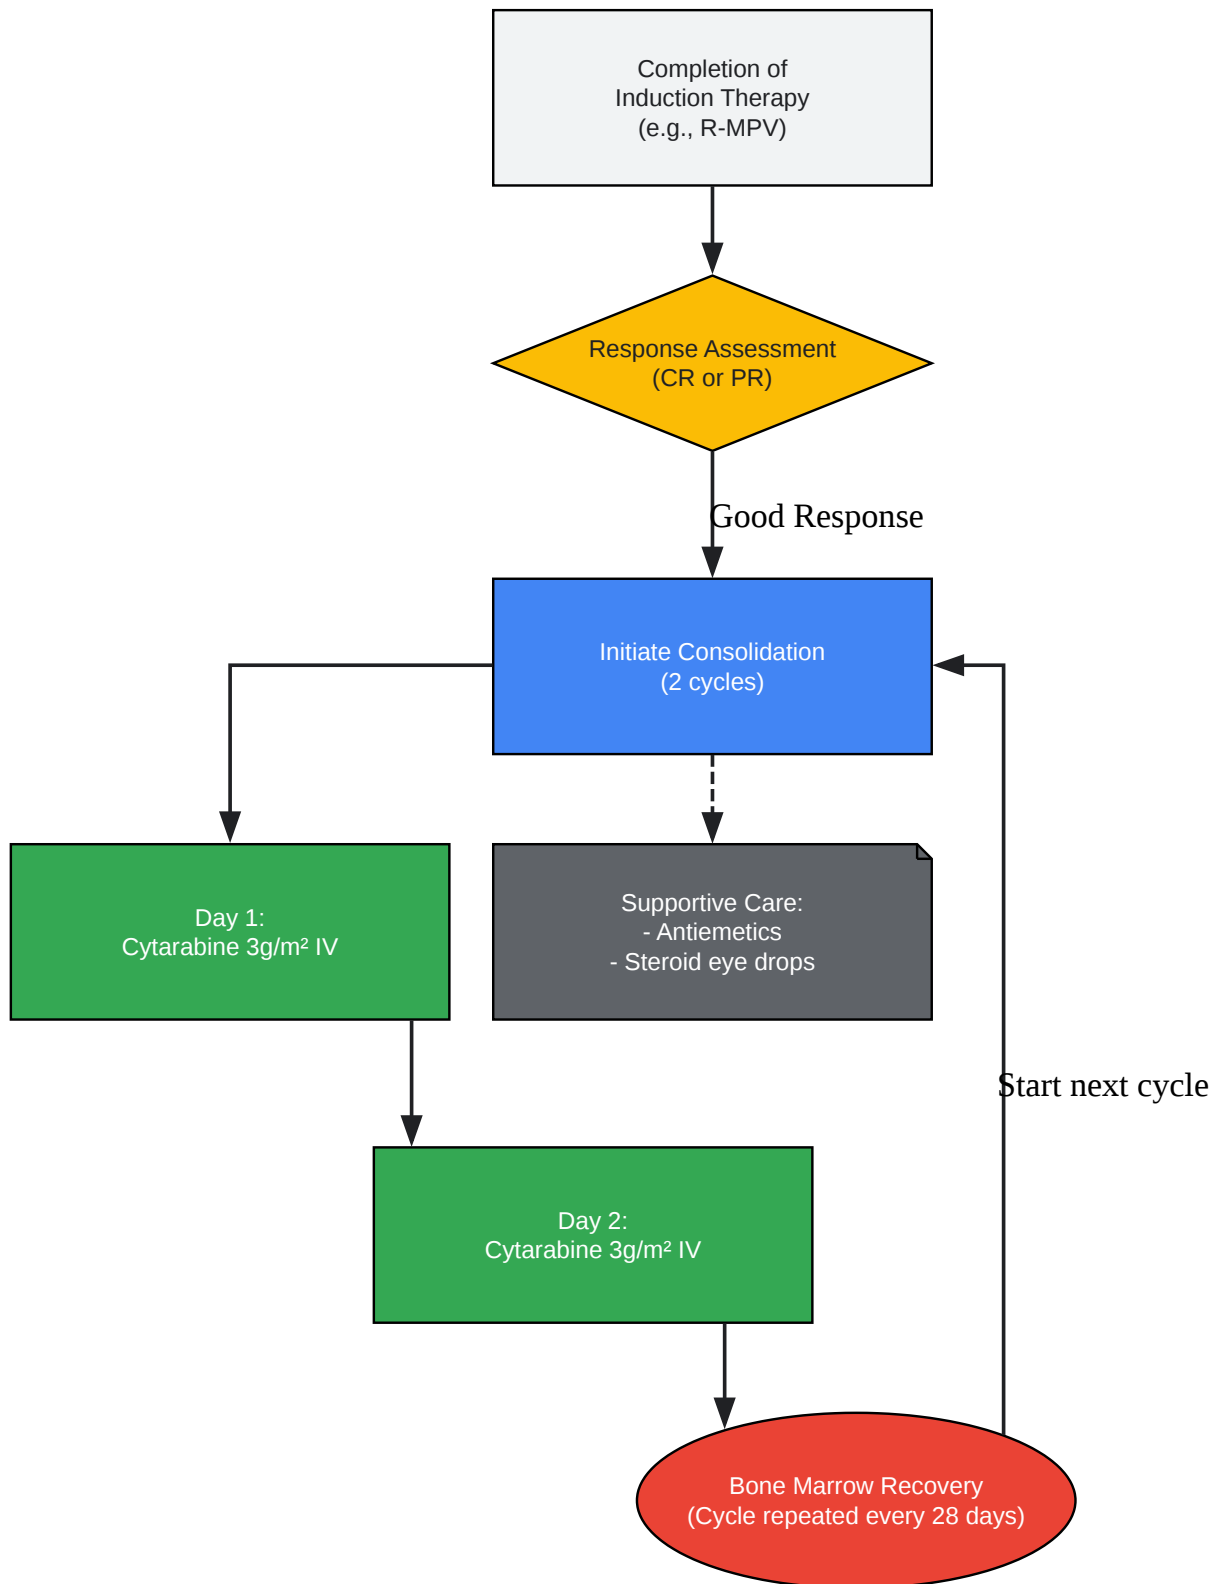 Completion of
Induction Therapy
(e.g., R-MPV)
Response Assessment
(CR or PR)
Good Response
Initiate Consolidation
(2 cycles)
Day 1:
Cytarabine 3g/m² IV
Supportive Care:
- Antiemetics
- Steroid eye drops
Start next cycle
Day 2:
Cytarabine 3g/m² IV
Bone Marrow Recovery
(Cycle repeated every 28 days)